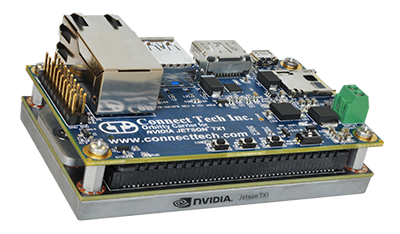 Connect Tech Inc.
Orbitty Carrier for
NVIDIA JETSON TX1
www.connecttech.com
NVIDIA. Jetson TX1